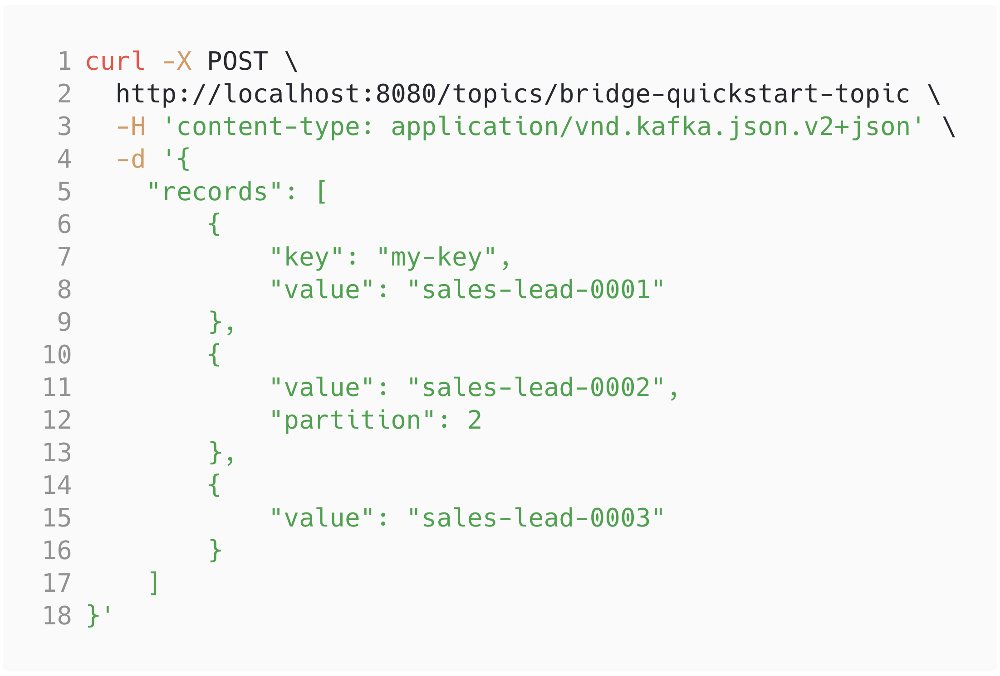 1 curl -X POST \
2   http://localhost:8080/topics/bridge-quickstart-topic \
3   -H 'content-type: application/vnd.kafka.json.v2+json' \
4   -d '{
5     "records": [
6         {
7             "key": "my-key",
8             "value": "sales-lead-0001"
9         },
10         {
11             "value": "sales-lead-0002",
12             "partition": 2
13         },
14         {
15             "value": "sales-lead-0003"
16         }
17     ]
18 }'